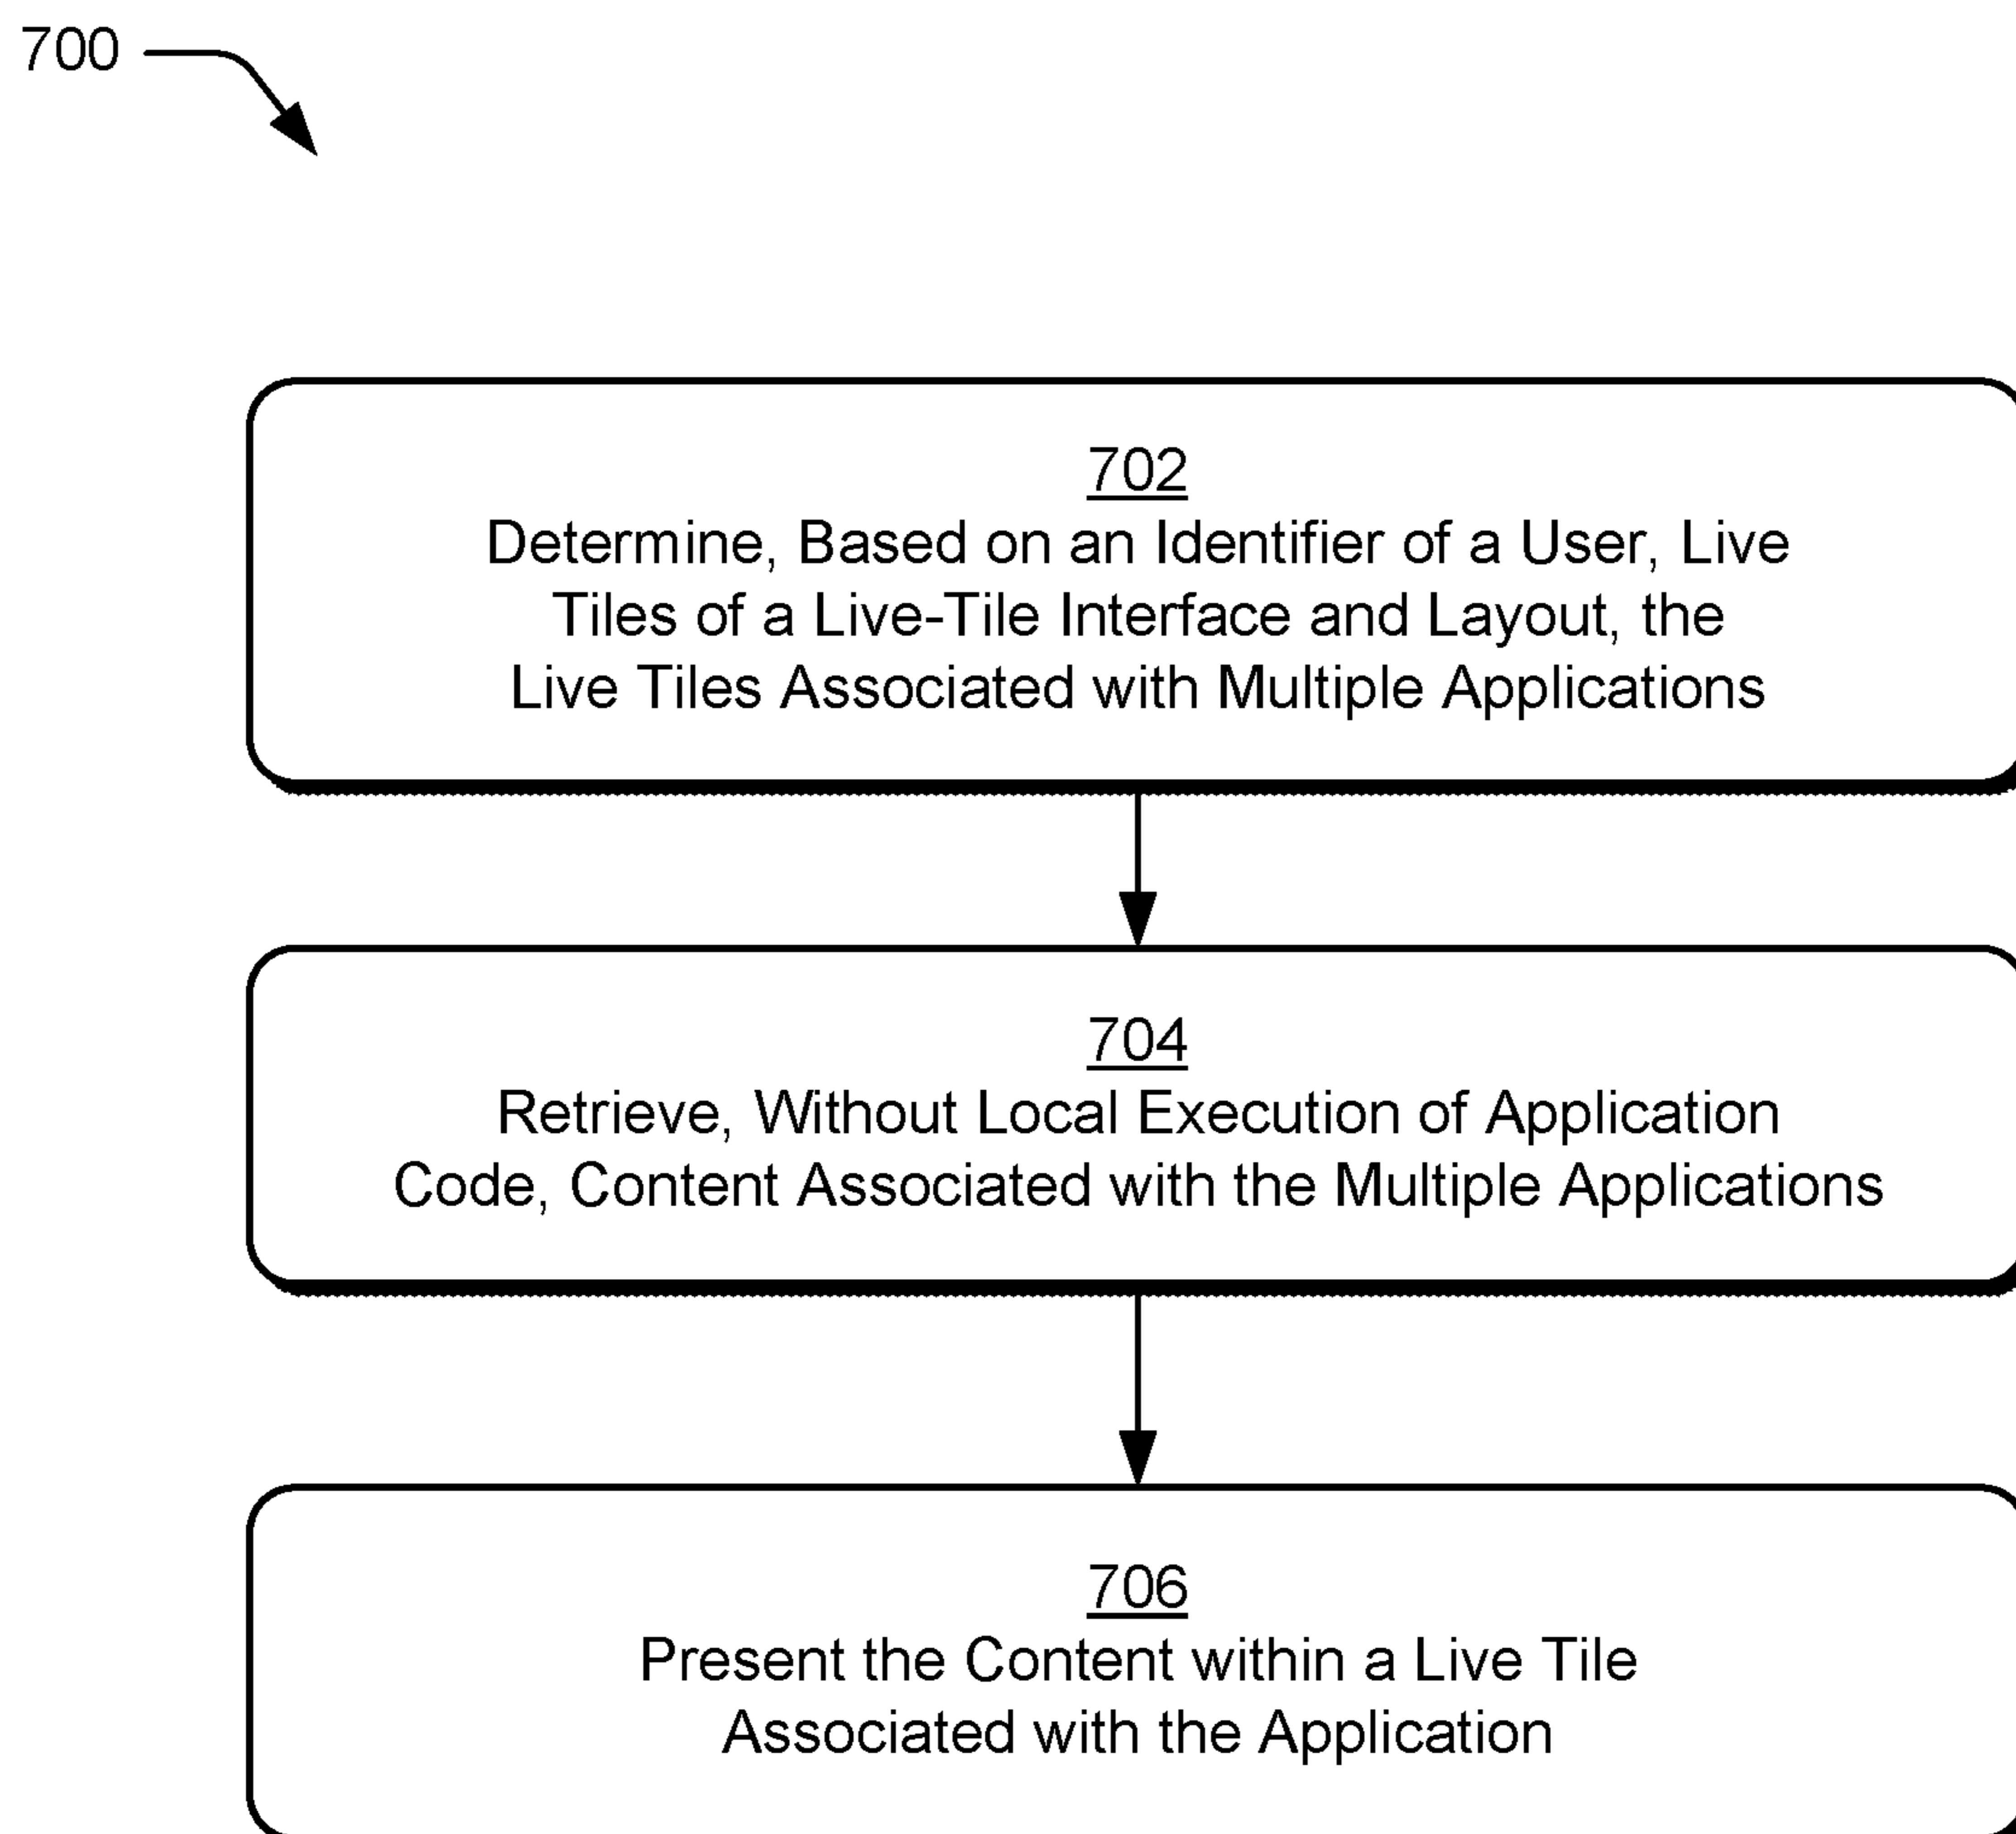 700
702
Determine, Based on an Identifier of a User, Live
Tiles of a Live-Tile Interface and Layout, the
Live Tiles Associated with Multiple Applications
704
Retrieve, Without Local Execution of Application
Code, Content Associated with the Multiple Applications
706
Present the Content within a Live Tile
Associated with the Application